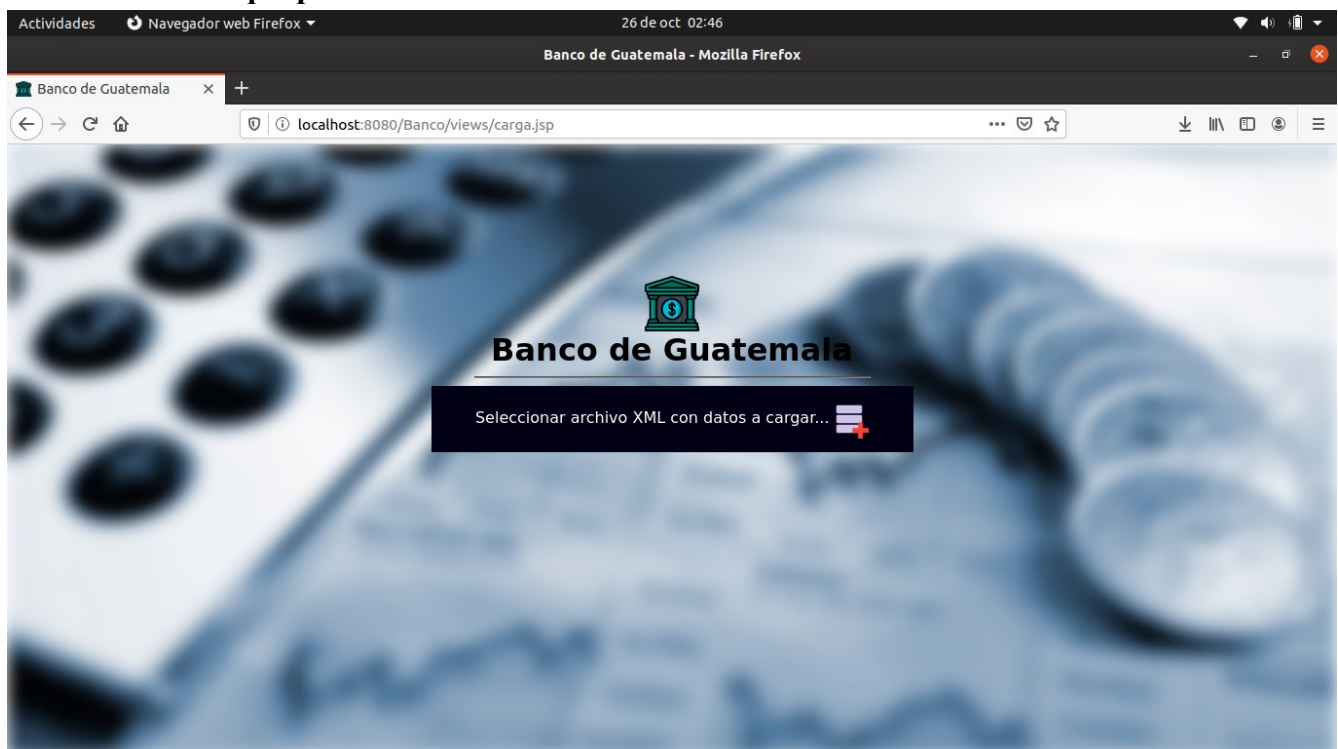 Actividades Navegador web Firefox 26 de oct 02:46
Banco de Guatemala - Mozilla Firefox
Banco de Guatemala
localhost:8080/Banco/views/carga.jsp
Banco de Guatemala
Seleccionar archivo XML con datos a cargar...